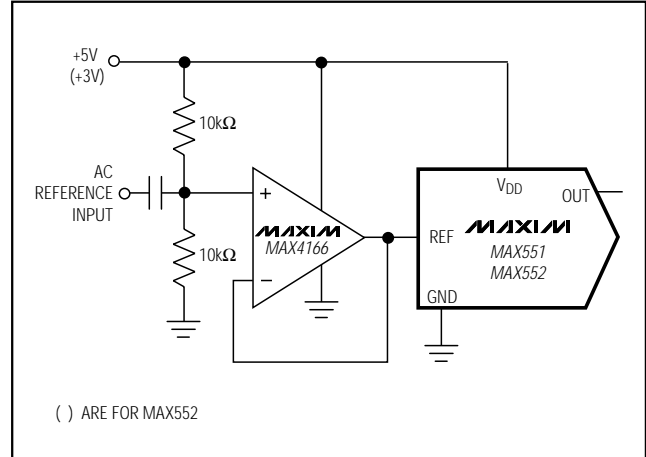 +5V
(+3V)
10kΩ
AC
REFERENCE
INPUT
10kΩ
+
−
MAXIM
MAX4166
VDD
OUT
REF
MAXIM
MAX551
MAX552
GND
( ) ARE FOR MAX552